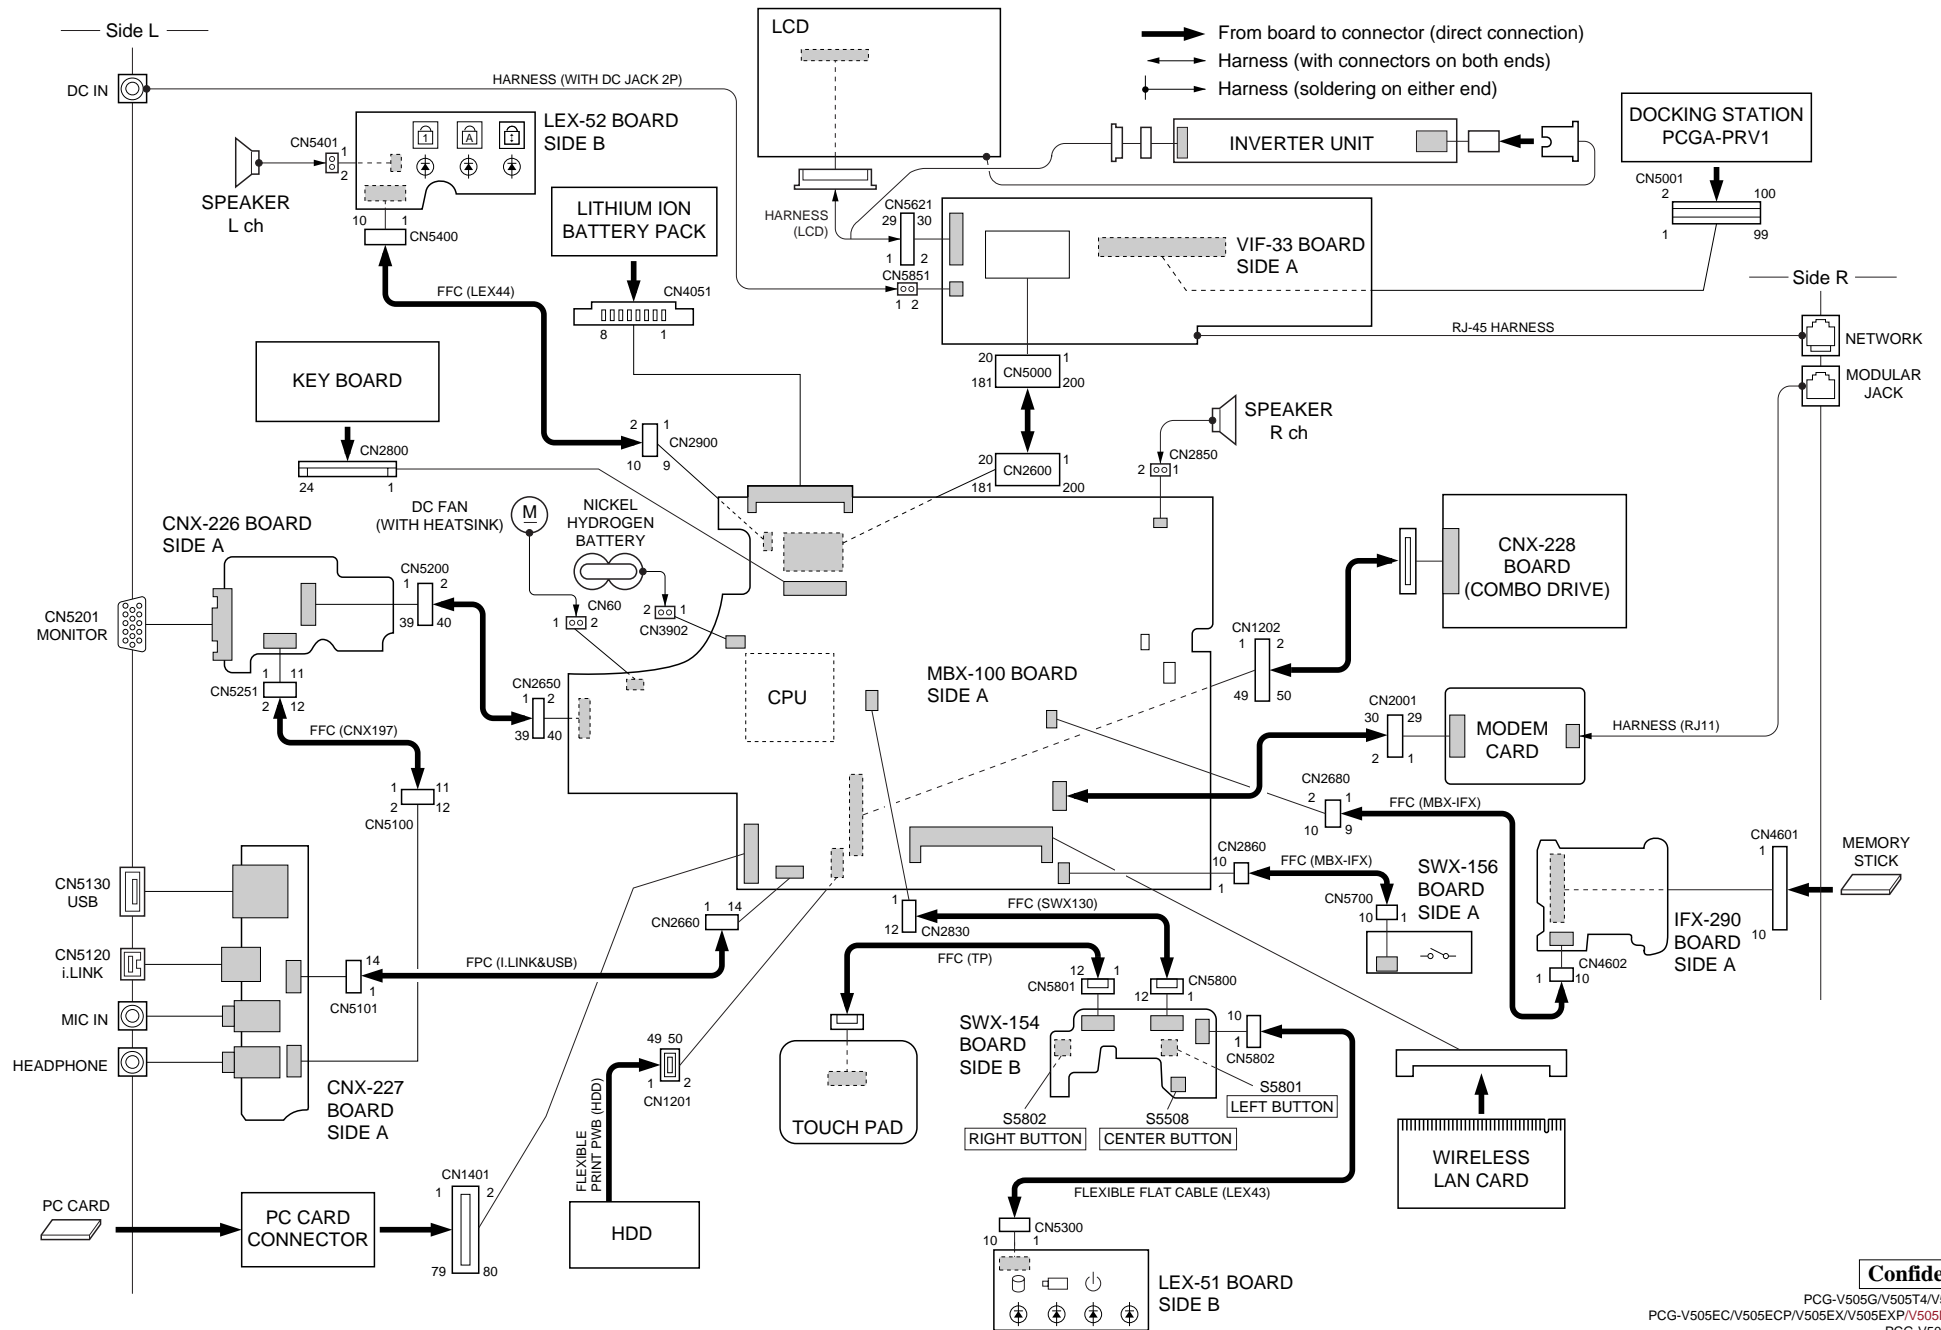 Side L
DC IN
HARNESS (WITH DC JACK 2P)
LCD
From board to connector (direct connection)
Harness (with connectors on both ends)
Harness (soldering on either end)
INVERTER UNIT
DOCKING STATION
PCGA-PRV1
CN5001
2 100
1 99
LEX-52 BOARD
SIDE B
1 A
CN5401
1
2
SPEAKER
L ch
10 1
CN5400
LITHIUM ION
BATTERY PACK
HARNESS
(LCD)
CN5621
29 30
1 2
CN5851
1 2
VIF-33 BOARD
SIDE A
Side R
FFC (LEX44)
CN4051
8 1
RJ-45 HARNESS
NETWORK
MODULAR
JACK
KEY BOARD
CN2800
24 1
2 1
CN2900
10 9
20 1
CN5000
181 200
20 1
CN2600
181 200
SPEAKER
R ch
CN2850
2 1
CNX-226 BOARD
SIDE A
DC FAN
(WITH HEATSINK)
M
NICKEL
HYDROGEN
BATTERY
CN60
1 2
2 1
CN3902
CN5200
1 2
39 40
CN5201
MONITOR
1 11
CN5251
2 12
CN2650
1 2
39 40
CPU
MBX-100 BOARD
SIDE A
CN1202
1 2
49 50
CNX-228
BOARD
(COMBO DRIVE)
CN2001
30 29
2 1
MODEM
CARD
HARNESS (RJ11)
FFC (CNX197)
1 11
2 12
CN5100
CN2680
2 1
10 9
FFC (MBX-IFX)
CN2860
10
1
FFC (MBX-IFX)
CN5700
10 1
SWX-156
BOARD
SIDE A
CN4601
1
10
MEMORY
STICK
IFX-290
BOARD
SIDE A
CN4602
1 10
CN5130
USB
CN5120
i.LINK
MIC IN
HEADPHONE
14
1
CN5101
FPC (I.LINK&USB)
1 14
CN2660
1
12
CN2830
FFC (SWX130)
FFC (TP)
12 1
CN5801
CN5800
12 1
SWX-154
BOARD
SIDE B
10
1
CN5802
S5801
LEFT BUTTON
S5802
RIGHT BUTTON
S5508
CENTER BUTTON
CNX-227
BOARD
SIDE A
49 50
1 2
CN1201
FLEXIBLE
PRINT PWB (HDD)
TOUCH PAD
WIRELESS
LAN CARD
PC CARD
PC CARD
CONNECTOR
CN1401
1 2
79 80
HDD
FLEXIBLE FLAT CABLE (LEX43)
CN5300
10 1
LEX-51 BOARD
SIDE B
PCG-V505G/V505T4/
PCG-V505EC/V505ECP/V505EX/V505EXP/